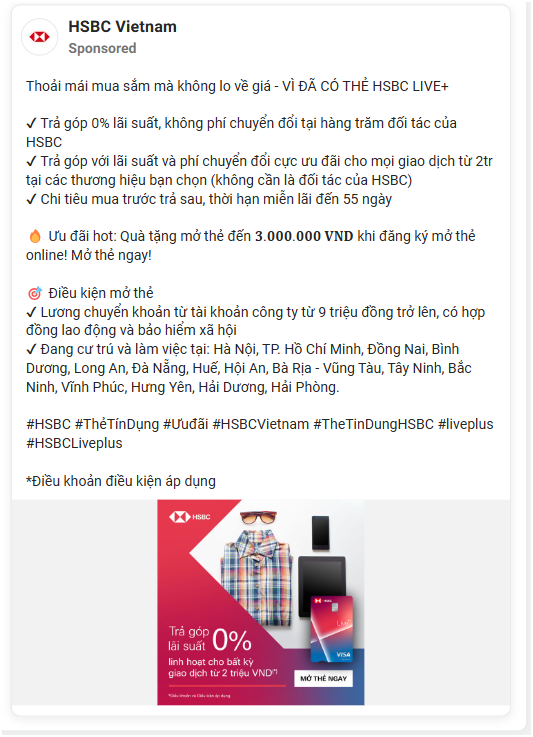 HSBC Vietnam
Sponsored
Thoải mái mua sắm mà không lo về giá - VÌ ĐÃ CÓ THẺ HSBC LIVE+
✓ Trả góp 0% lãi suất, không phí chuyển đổi tại hàng trăm đối tác của
HSBC
✓ Trả góp với lãi suất và phí chuyển đổi cực ưu đãi cho mọi giao dịch từ 2tr
tại các thương hiệu bạn chọn (không cần là đối tác của HSBC)
✓ Chi tiêu mua trước trả sau, thời hạn miễn lãi đến 55 ngày
🔥 Ưu đãi hot: Quà tặng mở thẻ đến 𝟑.𝟎𝟎𝟎.𝟎𝟎𝟎 𝐕𝐍𝐃 khi đăng ký mở thẻ
online! Mở thẻ ngay!
🎯 Điều kiện mở thẻ
✓ Lương chuyển khoản từ tài khoản công ty từ 9 triệu đồng trở lên, có hợp
đồng lao động và bảo hiểm xã hội
✓ Đang cư trú và làm việc tại: Hà Nội, TP. Hồ Chí Minh, Đồng Nai, Bình
Dương, Long An, Đà Nẵng, Huế, Hội An, Bà Rịa - Vũng Tàu, Tây Ninh, Bắc
Ninh, Vĩnh Phúc, Hưng Yên, Hải Dương, Hải Phòng.
#HSBC #ThẻTínDụng #Ưuđãi #HSBCVietnam #TheTinDungHSBC #liveplus
#HSBCLiveplus
*Điều khoản điều kiện áp dụng
HSBC
Trả góp
lãi suất 0%
linh hoạt cho bất kỳ
giao dịch từ 2 triệu VND(*)
*Điều khoản và Điều kiện áp dụng
HSBC
Live+
VISA
MỞ THẺ NGAY